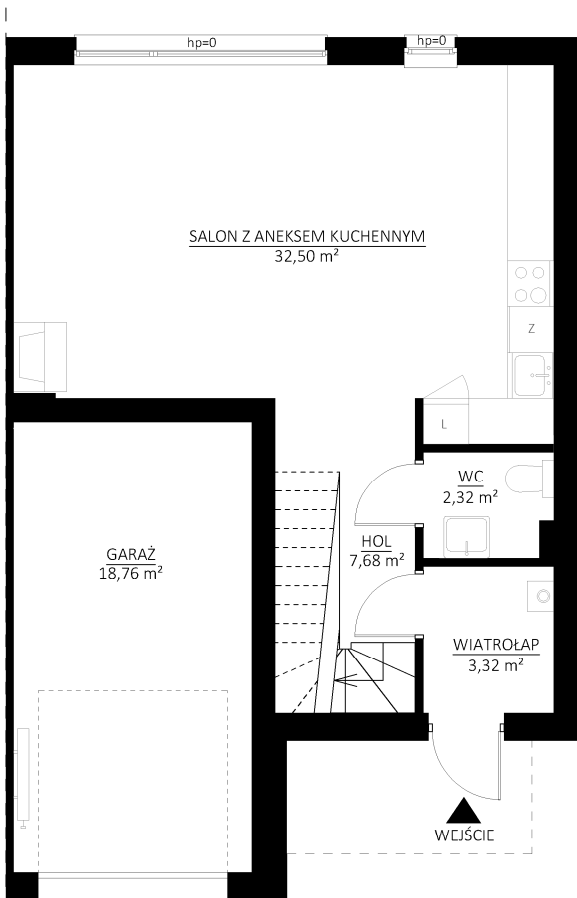 hp=0
hp=0
SALON Z ANEKSEM KUCHENNYM
32,50 m²
Z
L
WC
2,32 m²
HOL
7,68 m²
GARAŻ
18,76 m²
WIATROŁAP
3,32 m²
WEJŚCIE